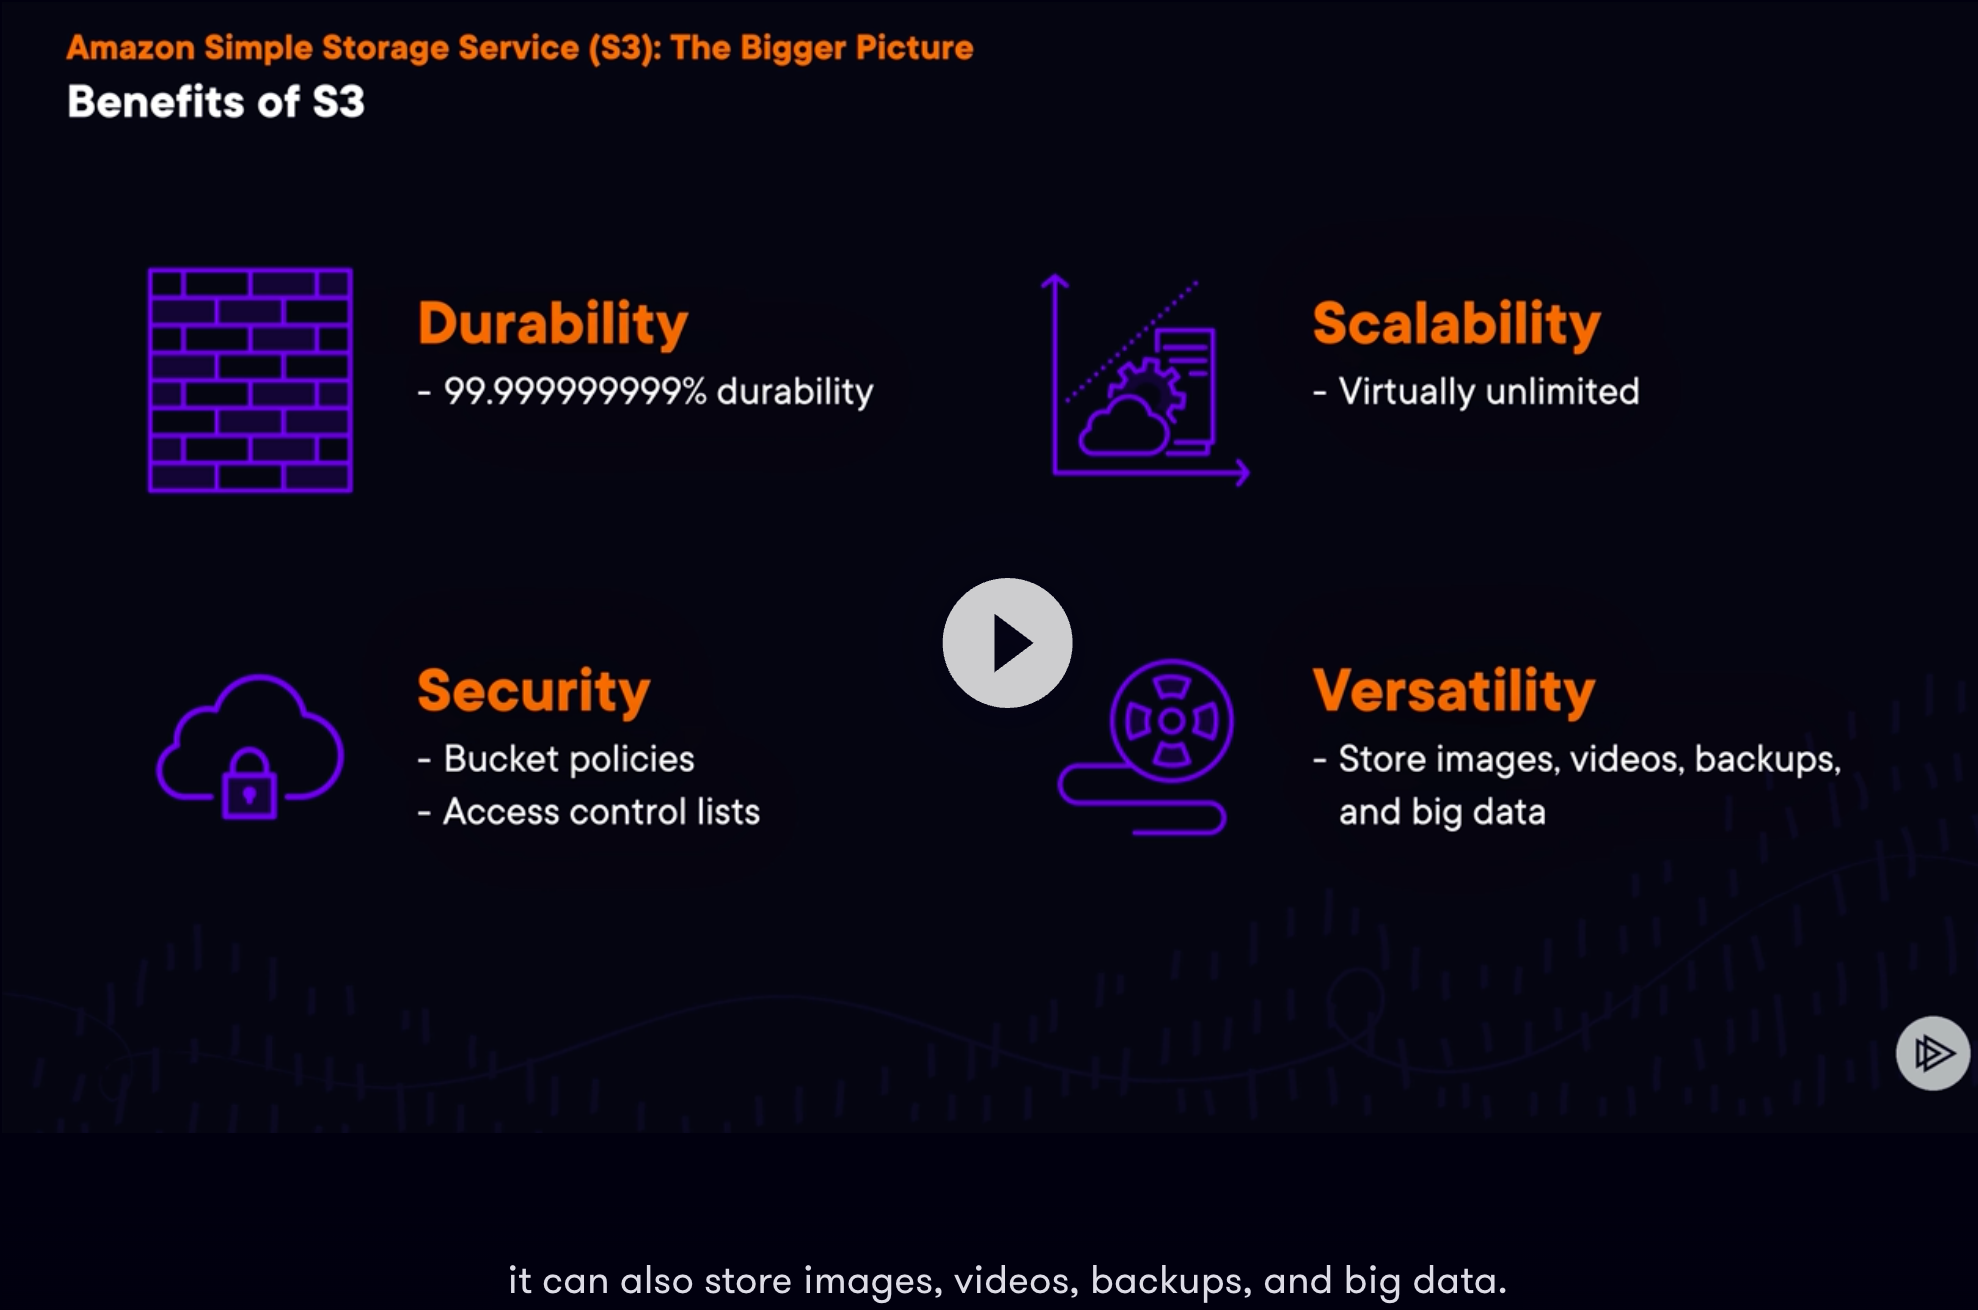 Amazon Simple Storage Service (S3): The Bigger Picture
Benefits of S3
Durability
- 99.999999999% durability
Scalability
- Virtually unlimited
Security
- Bucket policies
- Access control lists
Versatility
- Store images, videos, backups,
and big data
it can also store images, videos, backups, and big data.